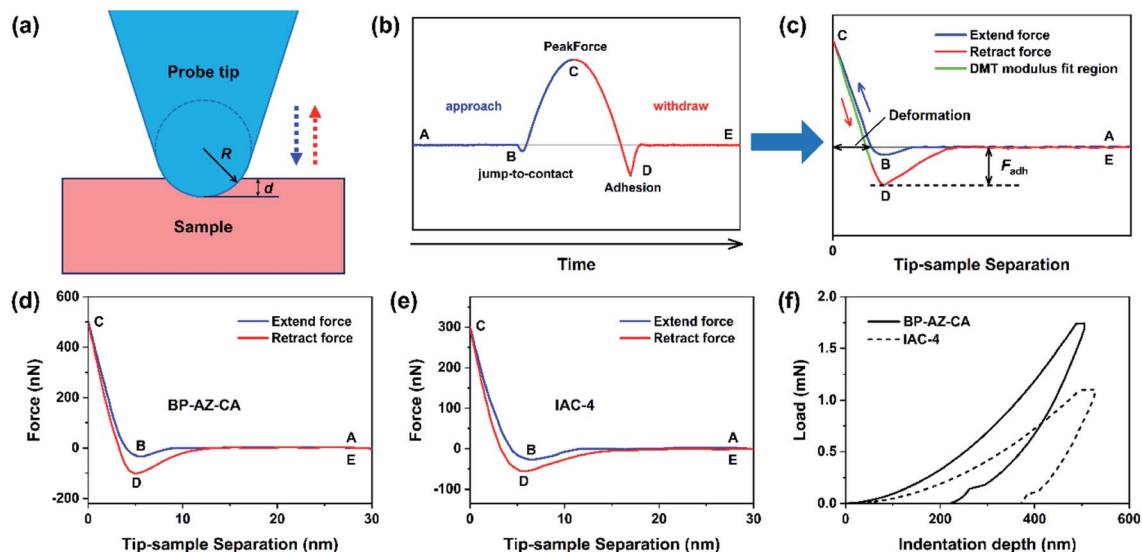 (a)
Probe tip
R
d
Sample
(b)
PeakForce
C
approach
withdraw
A
E
B
D
jump-to-contact
Adhesion
Time
(c)
C
Extend force
Retract force
DMT modulus fit region
Deformation
A
B
E
F adh
D
0
Tip-sample Separation
(d)
600
400
200
0
-200
Force (nN)
C
Extend force
Retract force
BP-AZ-CA
B
A
E
D
0 10 20 30
Tip-sample Separation (nm)
(e)
300
200
100
0
-100
Force (nN)
C
Extend force
Retract force
IAC-4
B
A
E
D
0 10 20 30
Tip-sample Separation (nm)
(f)
2.0
1.5
1.0
0.5
0.0
Load (mN)
BP-AZ-CA
IAC-4
0 200 400 600
Indentation depth (nm)